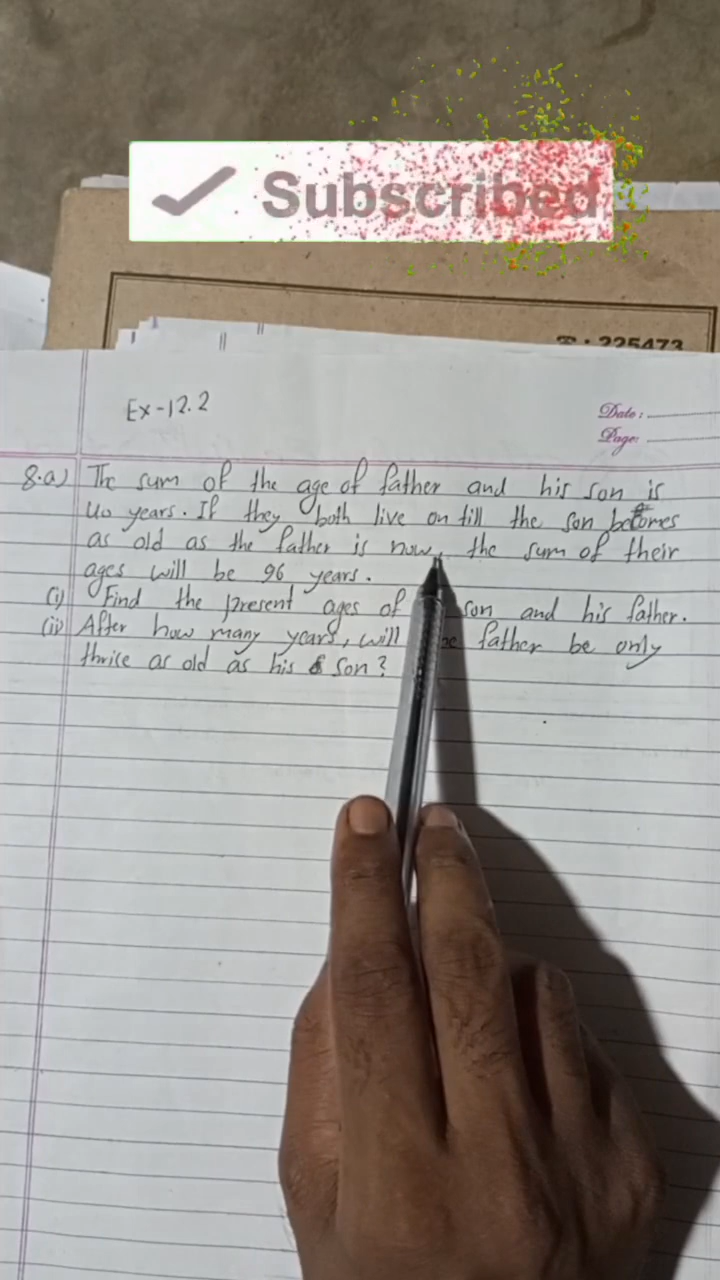 Subscribed
☎ : 225473
Ex-12.2
Date :
Page:
8.a) The sum of the age of father and his son is
40 years. If they both live on till the son becomes
as old as the father is now, the sum of their
ages will be 96 years.
(i) Find the present ages of son and his father.
(ii) After how many years, will father be only
thrice as old as his son?